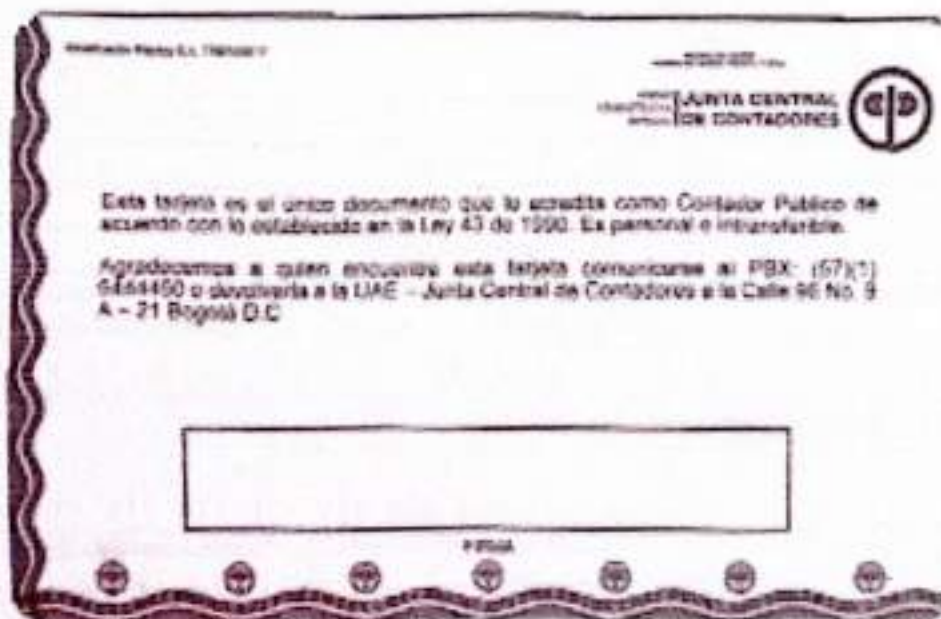 JUNTA CENTRAL
DE CONTADORES
Esta tarjeta es el único documento que lo acredita como Contador Público de
acuerdo con lo establecido en la Ley 43 de 1990. Es personal e intransferible.
Agradecemos a quien encuentre esta tarjeta comunicarse al PBX: (57)(1)
6444450 o devolverla a la UAE – Junta Central de Contadores a la Calle 96 No. 9
A – 21 Bogotá D.C
FIRMA